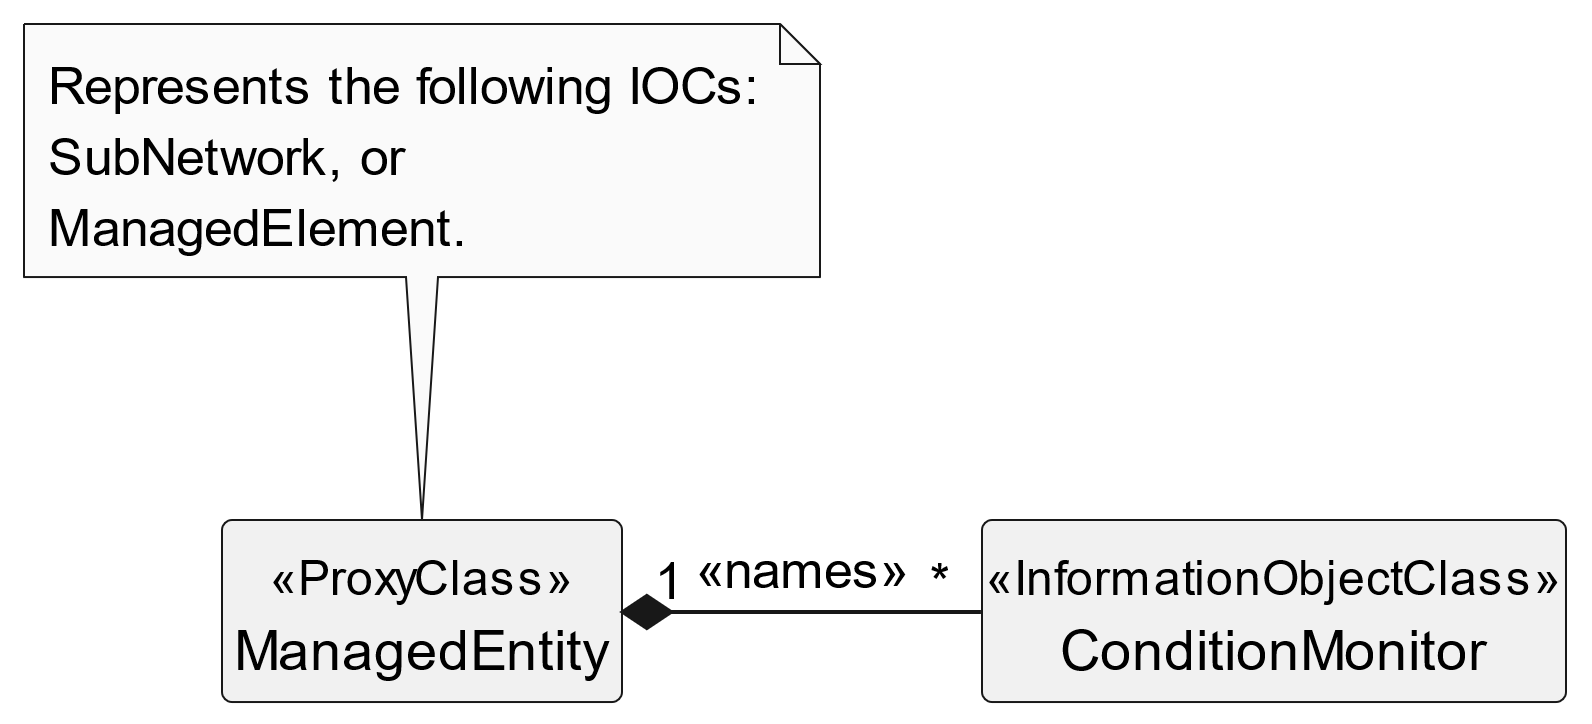 Represents the following IOCs:
SubNetwork, or
ManagedElement.
«ProxyClass»
ManagedEntity
1 «names» *
«InformationObjectClass»
ConditionMonitor